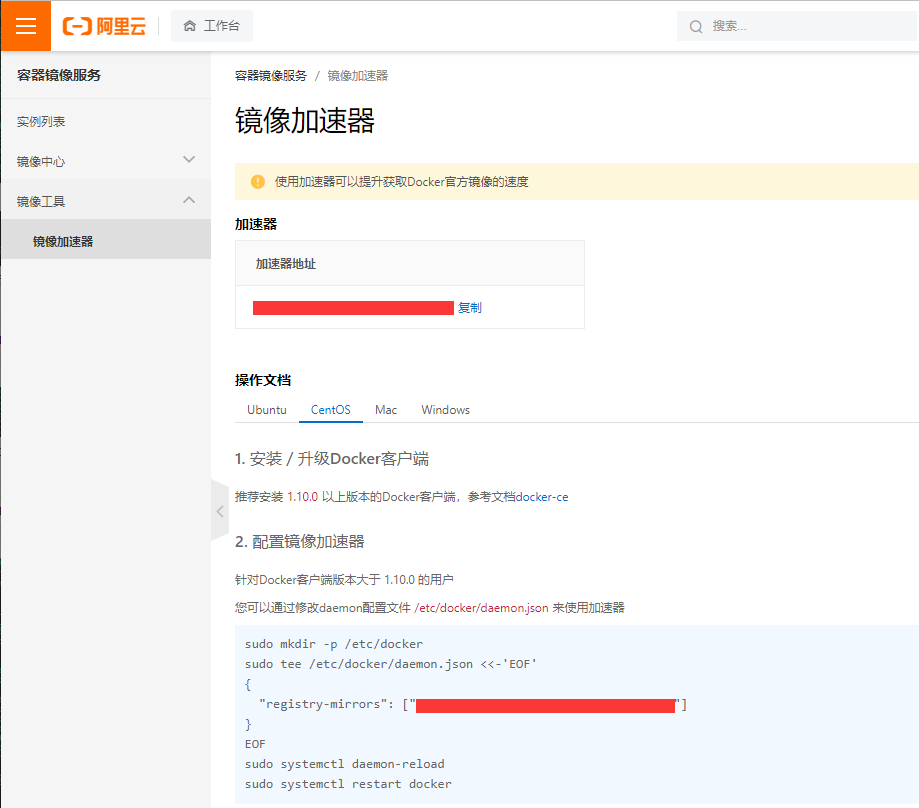 阿里云
工作台
搜索...
容器镜像服务
实例列表
镜像中心
镜像工具
镜像加速器
容器镜像服务 / 镜像加速器
镜像加速器
使用加速器可以提升获取Docker官方镜像的速度
加速器
加速器地址
复制
操作文档
Ubuntu CentOS Mac Windows
1. 安装 / 升级Docker客户端
推荐安装 1.10.0 以上版本的Docker客户端，参考文档docker-ce
2. 配置镜像加速器
针对Docker客户端版本大于 1.10.0 的用户
您可以通过修改daemon配置文件 /etc/docker/daemon.json 来使用加速器
sudo mkdir -p /etc/docker
sudo tee /etc/docker/daemon.json <<-'EOF'
{
  "registry-mirrors": [""]
}
EOF
sudo systemctl daemon-reload
sudo systemctl restart docker